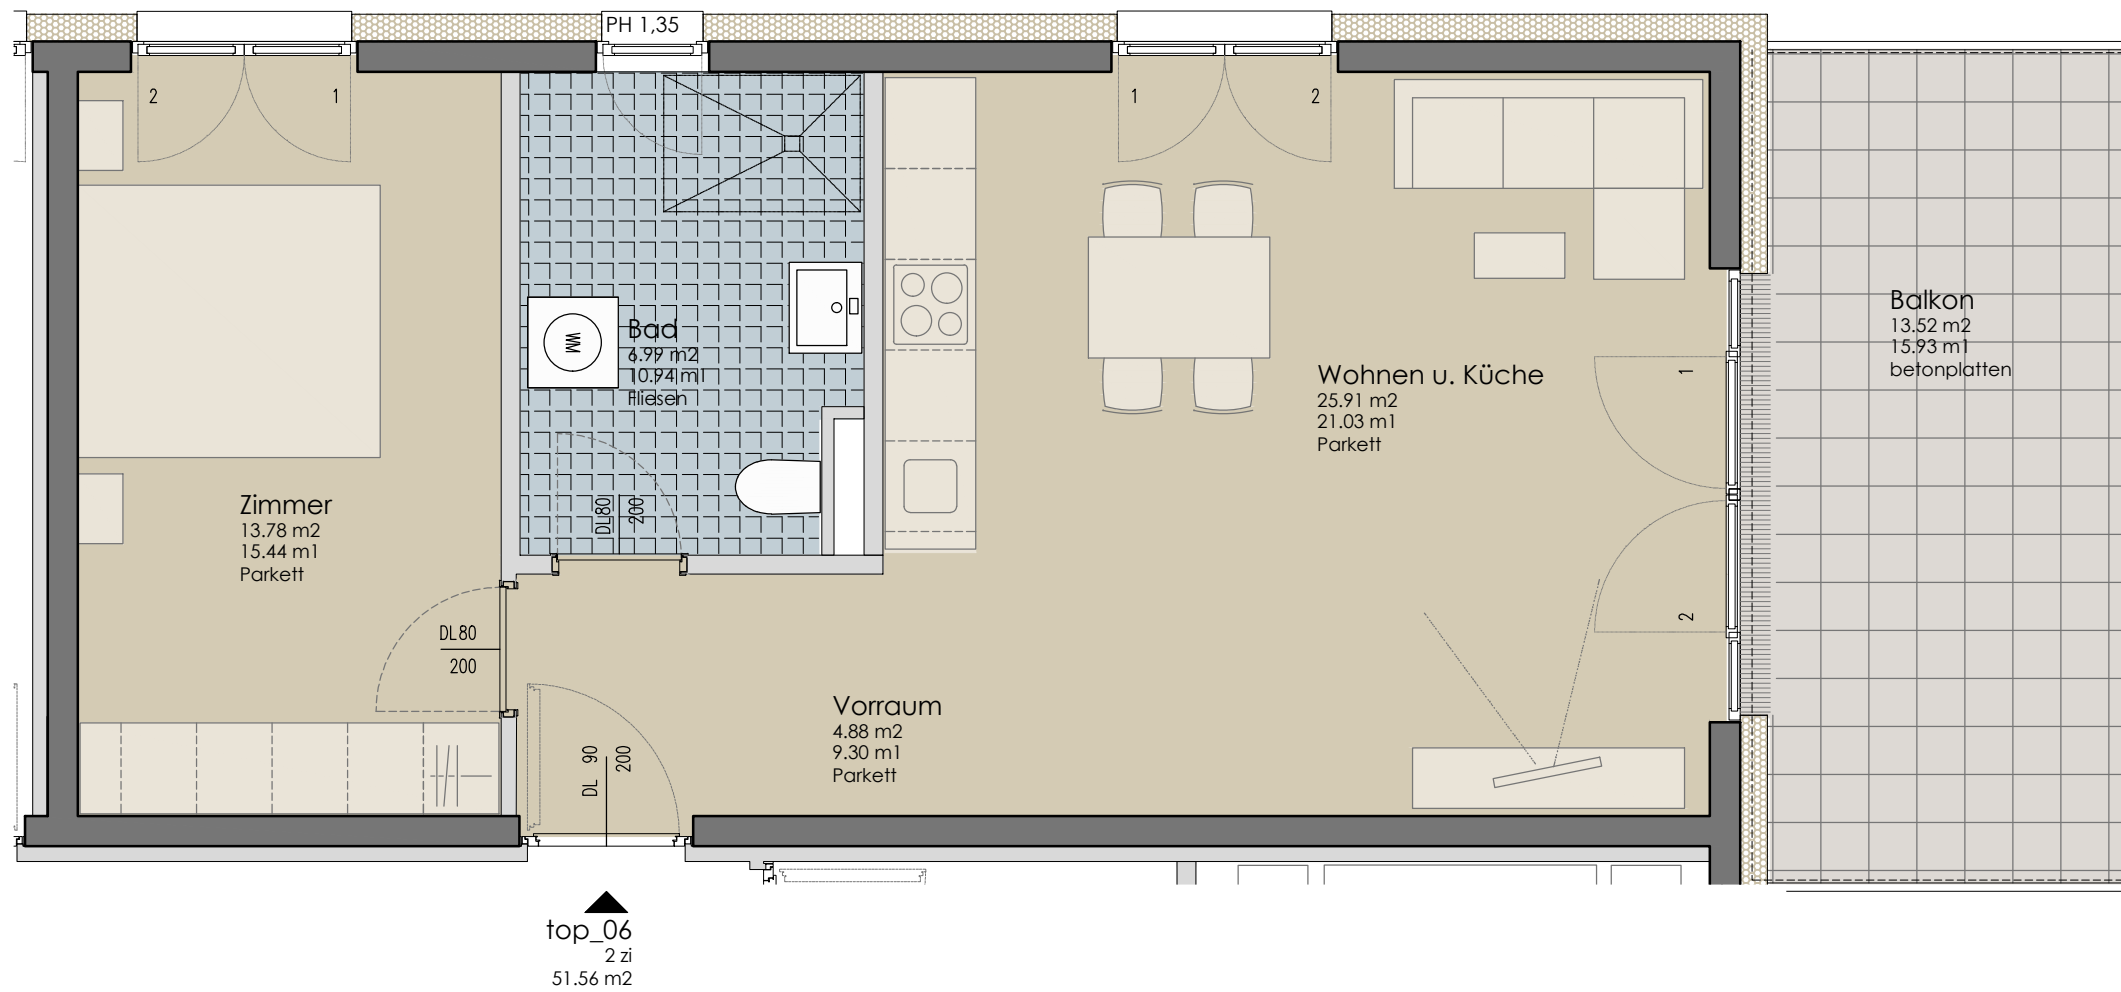 PH 1,35
2
1
1
2
Balkon
13.52 m2
15.93 m1
betonplatten
Bad
6.99 m2
10.94 m1
Fliesen
WM
Wohnen u. Küche
25.91 m2
21.03 m1
Parkett
1
Zimmer
13.78 m2
15.44 m1
Parkett
DL80
200
DL80
200
2
Vorraum
4.88 m2
9.30 m1
Parkett
DL 90
200
top_06
2 zi
51.56 m2